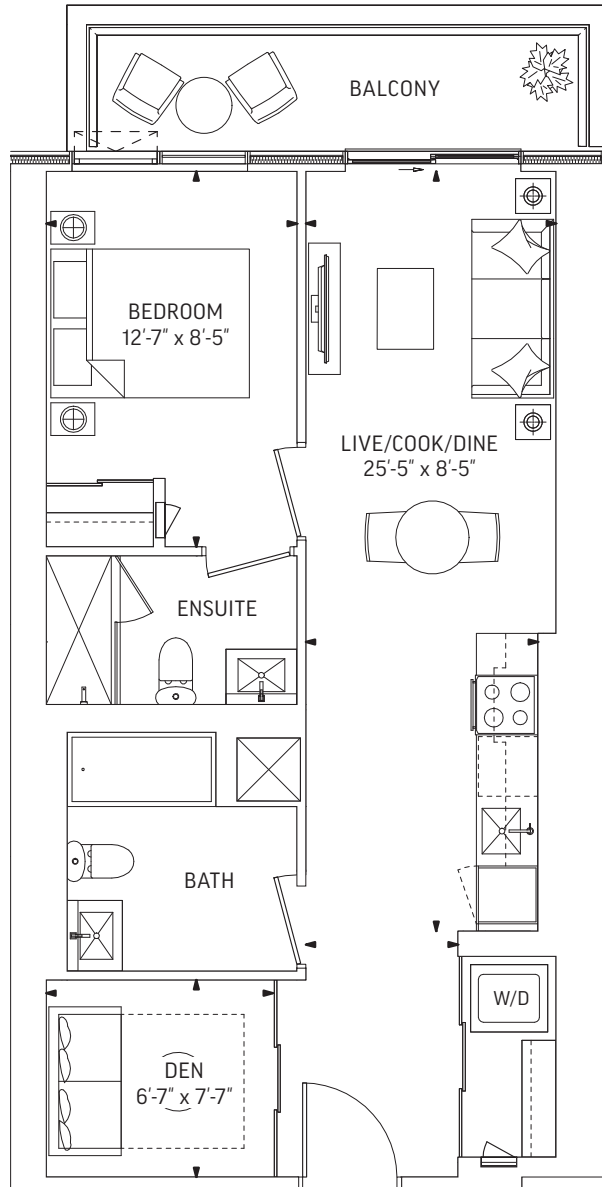 BALCONY
BEDROOM
12'-7" x 8'-5"
LIVE/COOK/DINE
25'-5" x 8'-5"
ENSUITE
BATH
W/D
DEN
6'-7" x 7'-7"